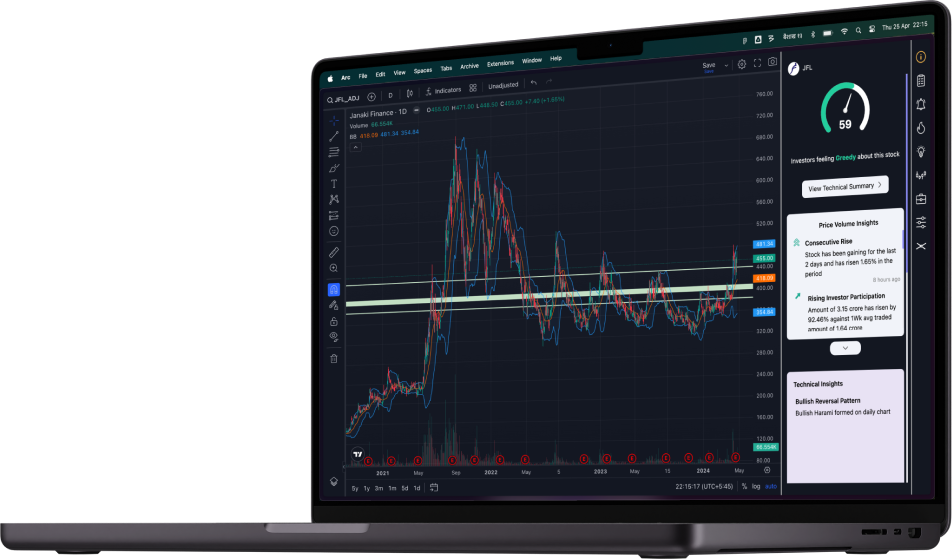 Arc File Edit View Spaces Tabs Archive Extensions Window Help
Thu 25 Apr 22:15
JFL_ADJ D Indicators Unadjusted
Save
Janaki Finance · 1D
H471.00 L448.50 C455.00 +7.40 (+1.65%)
Volume 66.554K
BB 418.09 481.34 354.84
760.00
720.00
680.00
640.00
600.00
560.00
520.00
481.34
455.00
440.00
418.09
400.00
354.84
320.00
280.00
240.00
200.00
160.00
120.00
66.554K
80.00
2021 May Sep 2022 May 5 2023 May 15 2024 May
5y 1y 3m 1m 5d 1d
22:15:17 (UTC+5:45) % log auto
JFL
59
Investors feeling Greedy about this stock
View Technical Summary
Price Volume Insights
Consecutive Rise
Stock has been gaining for the last
2 days and has risen 1.65% in the
period
8 hours ago
Rising Investor Participation
Amount of 3.15 crore has risen by
92.46% against 1Wk avg traded
amount of 1.64 crore
Technical Insights
Bullish Reversal Pattern
Bullish Harami formed on daily chart